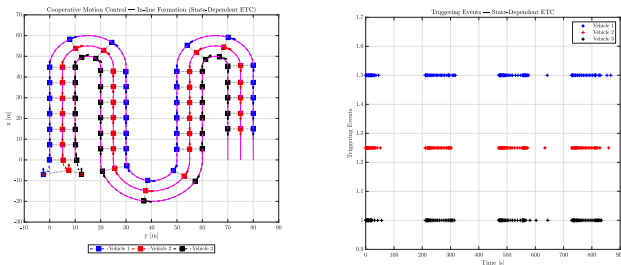 Cooperative Motion Control — In-line Formation (State-Dependent ETC)
70
60
50
40
30
20
10
0
-10
-20
-30
x [m]
-10 0 10 20 30 40 50 60 70 80 90
y [m]
Vehicle 1 Vehicle 2 Vehicle 3
Triggering Events — State-Dependent ETC
1.7
1.6
1.5
1.4
1.3
1.2
1.1
1
0.9
Triggering Events
Vehicle 1
Vehicle 2
Vehicle 3
0 100 200 300 400 500 600 700 800 900
Time [s]